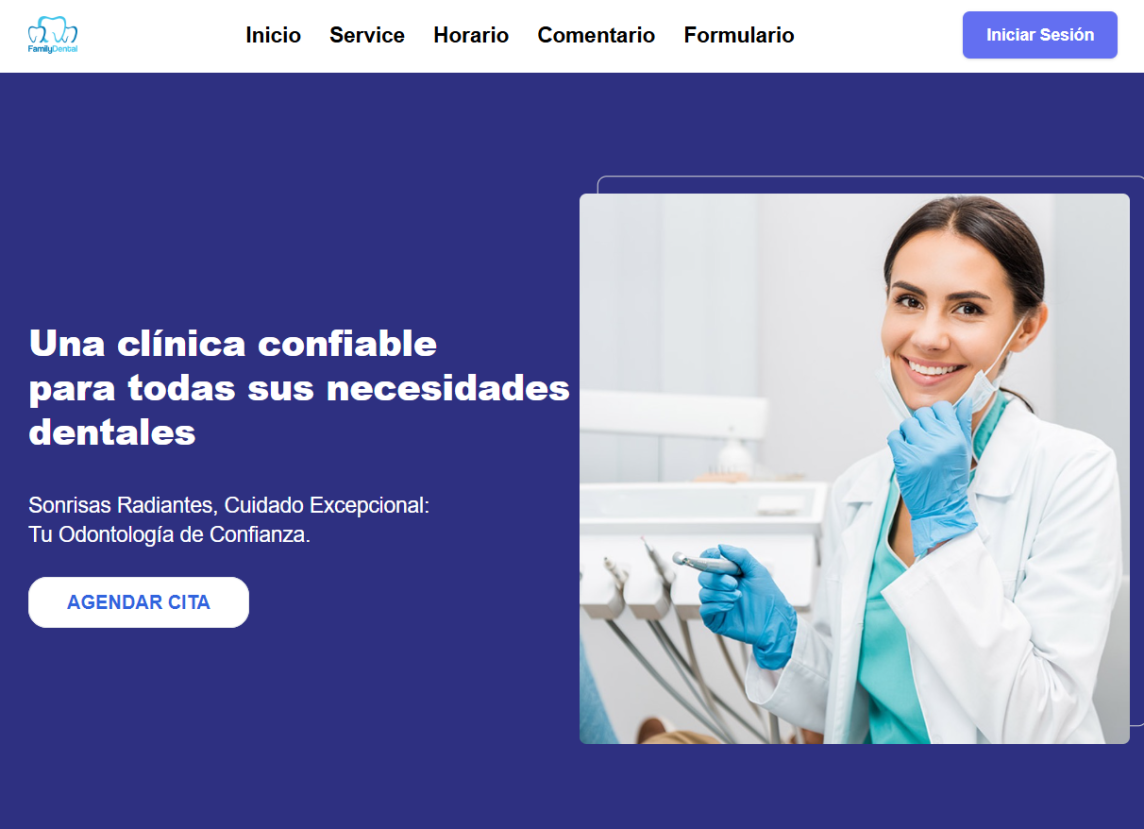 FamilyDental
Inicio Service Horario Comentario Formulario
Iniciar Sesión
Una clínica confiable
para todas sus necesidades
dentales
Sonrisas Radiantes, Cuidado Excepcional:
Tu Odontología de Confianza.
AGENDAR CITA